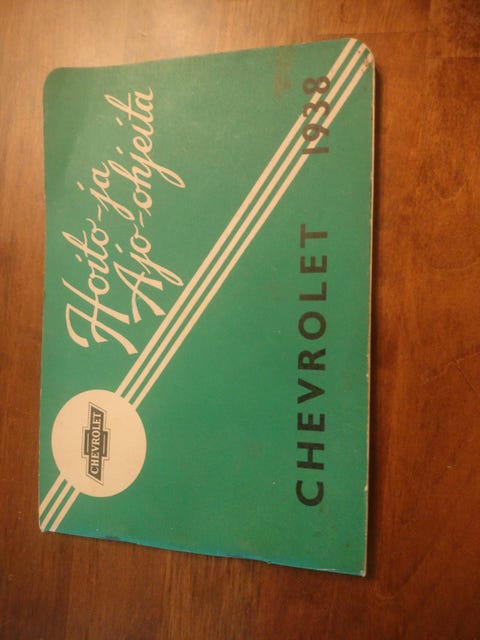 Hoito- ja
Ajo-ohjeita
CHEVROLET
CHEVROLET 1938